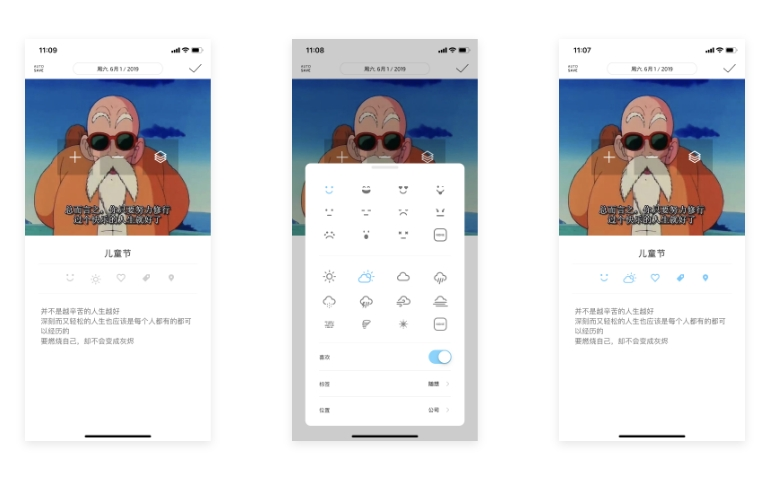 11:09
AUTO
SAVE
周六 6月1 / 2019
总而言之，你只要努力修行
这个快乐的人生就好了
儿童节
并不是越辛苦的人生越好
深刻而又轻松的人生也应该是每个人都有的都可
以经历的
要燃烧自己，却不会变成灰烬
11:08
AUTO
SAVE
周六 6月1 / 2019
喜欢
标签
随想
位置
公司
11:07
AUTO
SAVE
周六 6月1 / 2019
总而言之，你只要努力修行
这个快乐的人生就好了
儿童节
并不是越辛苦的人生越好
深刻而又轻松的人生也应该是每个人都有的都可
以经历的
要燃烧自己，却不会变成灰烬